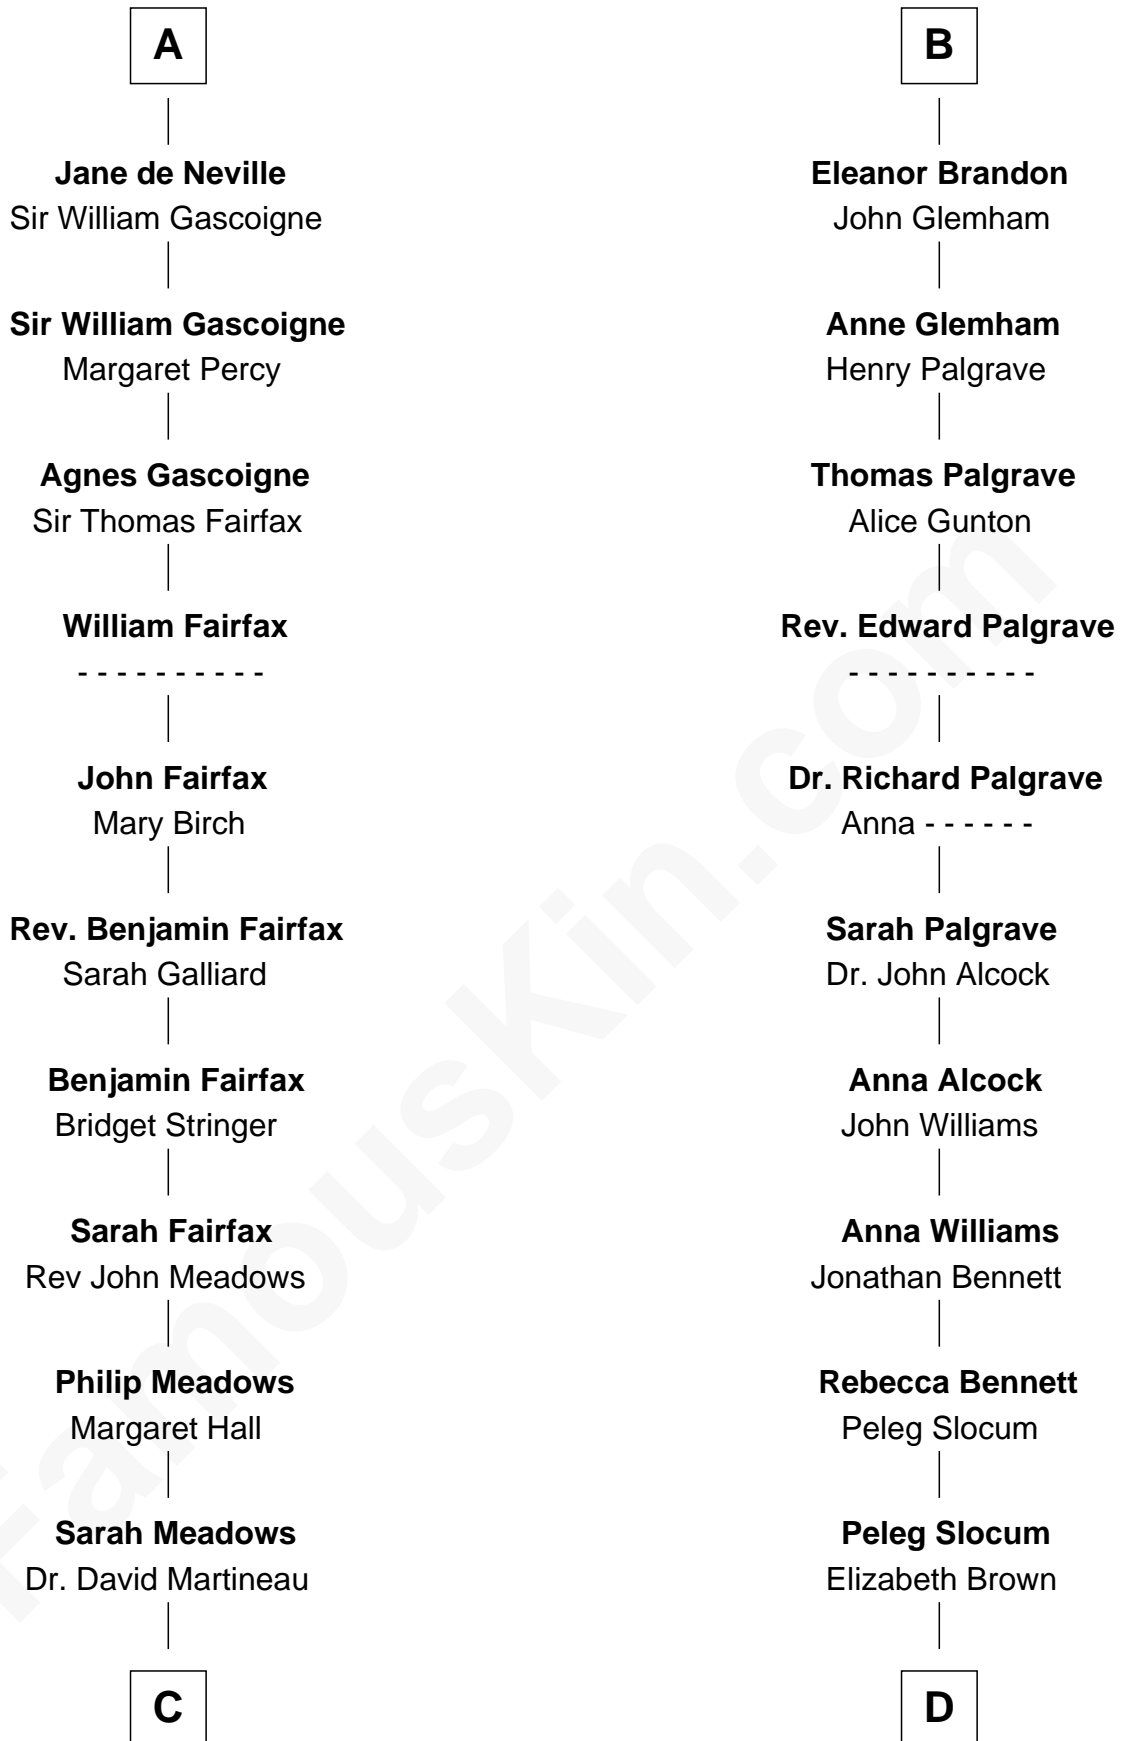 A
Jane de Neville
Sir William Gascoigne
Sir William Gascoigne
Margaret Percy
Agnes Gascoigne
Sir Thomas Fairfax
William Fairfax
- - - - - - - - - -
John Fairfax
Mary Birch
Rev. Benjamin Fairfax
Sarah Galliard
Benjamin Fairfax
Bridget Stringer
Sarah Fairfax
Rev John Meadows
Philip Meadows
Margaret Hall
Sarah Meadows
Dr. David Martineau
C
B
Eleanor Brandon
John Glemham
Anne Glemham
Henry Palgrave
Thomas Palgrave
Alice Gunton
Rev. Edward Palgrave
- - - - - - - - - -
Dr. Richard Palgrave
Anna - - - - - -
Sarah Palgrave
Dr. John Alcock
Anna Alcock
John Williams
Anna Williams
Jonathan Bennett
Rebecca Bennett
Peleg Slocum
Peleg Slocum
Elizabeth Brown
D
FamousKin.com